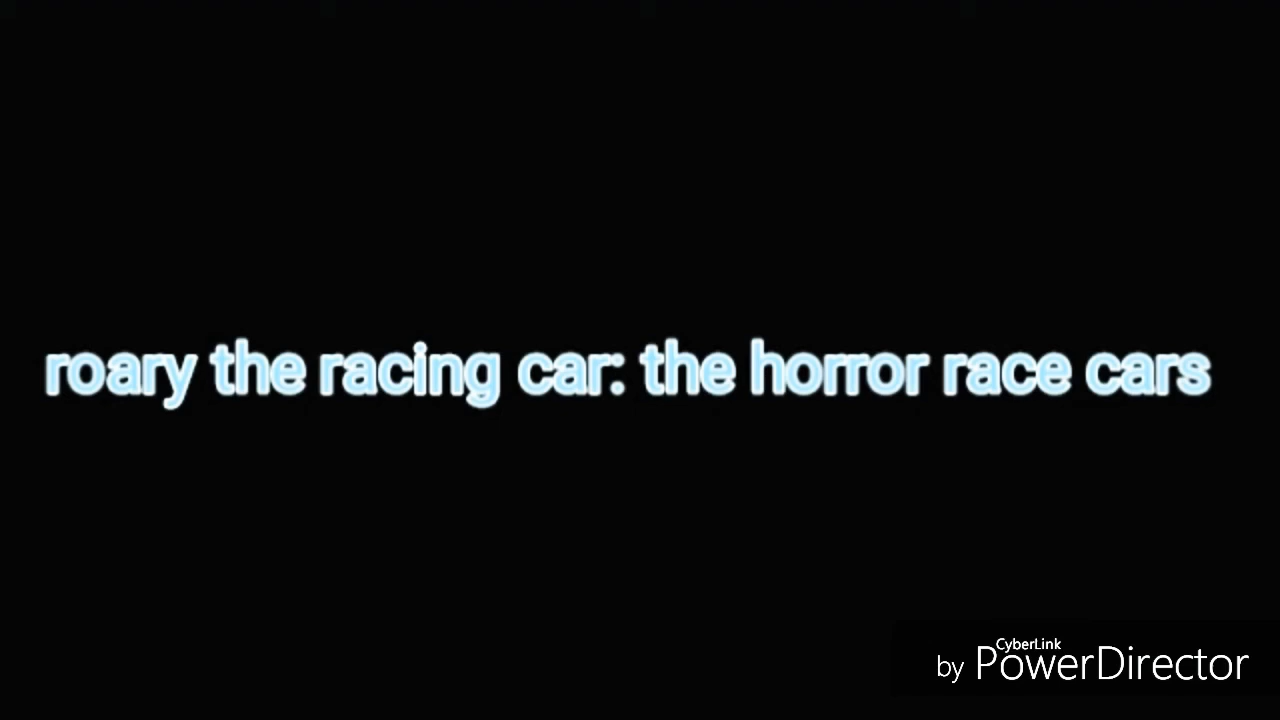 roary the racing car: the horror race cars
CyberLink
by PowerDirector